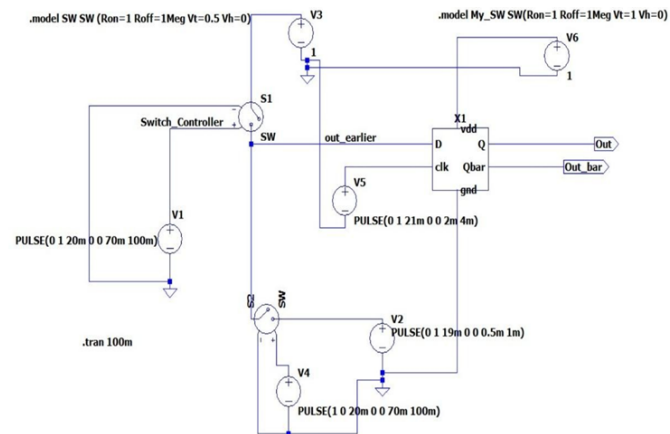 .model SW SW (Ron=1 Roff=1Meg Vt=0.5 Vh=0)
V3
.model My_SW SW(Ron=1 Roff=1Meg Vt=1 Vh=0)
V6
+
−
1
+
−
1
S1
−
+
Switch_Controller
SW
out_earlier
X1
vdd
D
Q
Out
clk
Qbar
Out_bar
gnd
V5
+
−
PULSE(0 1 21m 0 0 2m 4m)
V1
+
−
PULSE(0 1 20m 0 0 70m 100m)
S2
SW
−
+
V2
+
−
PULSE(0 1 19m 0 0 0.5m 1m)
.tran 100m
V4
+
−
PULSE(1 0 20m 0 0 70m 100m)